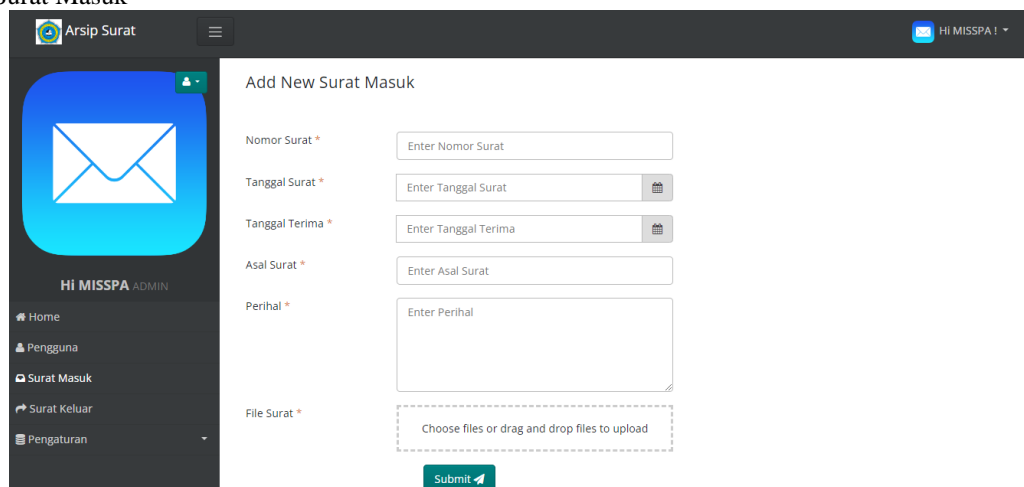 Surat Masuk
Arsip Surat
Hi MISSPA !
Hi MISSPA ADMIN
Home
Pengguna
Surat Masuk
Surat Keluar
Pengaturan
Add New Surat Masuk
Nomor Surat *
Enter Nomor Surat
Tanggal Surat *
Enter Tanggal Surat
Tanggal Terima *
Enter Tanggal Terima
Asal Surat *
Enter Asal Surat
Perihal *
Enter Perihal
File Surat *
Choose files or drag and drop files to upload
Submit